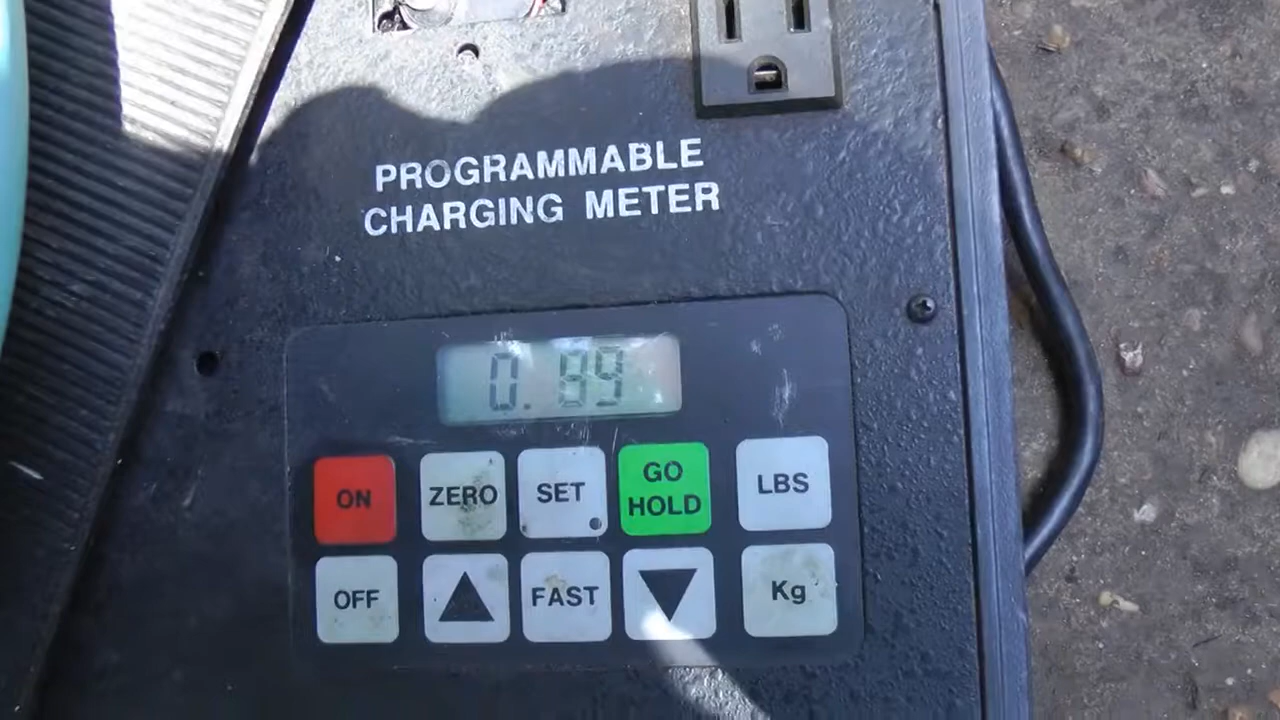 PROGRAMMABLE
CHARGING METER
0.89
ON
ZERO
SET
GO
HOLD
LBS
OFF
FAST
Kg